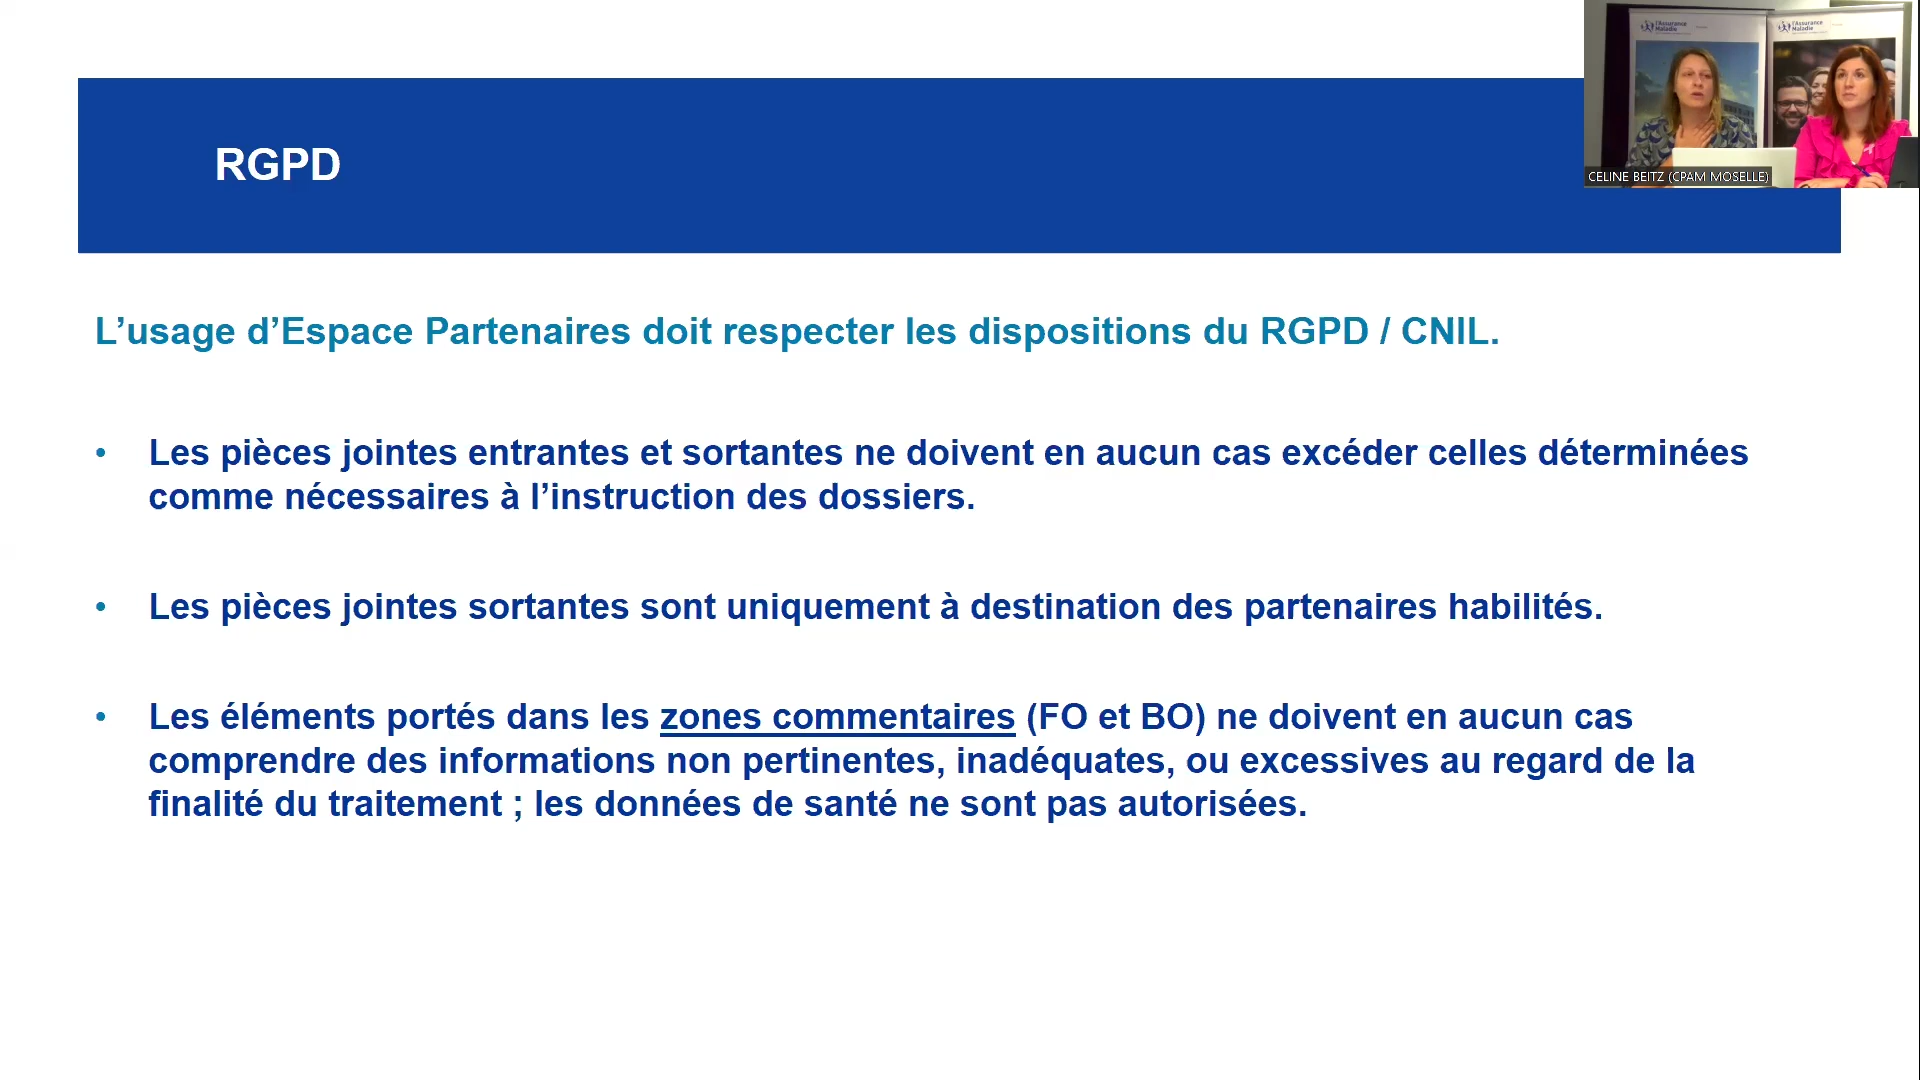 RGPD
l'Assurance
Maladie
l'Assurance
Maladie
CELINE BEITZ (CPAM MOSELLE)
L’usage d’Espace Partenaires doit respecter les dispositions du RGPD / CNIL.
• Les pièces jointes entrantes et sortantes ne doivent en aucun cas excéder celles déterminées
comme nécessaires à l’instruction des dossiers.
• Les pièces jointes sortantes sont uniquement à destination des partenaires habilités.
• Les éléments portés dans les zones commentaires (FO et BO) ne doivent en aucun cas
comprendre des informations non pertinentes, inadéquates, ou excessives au regard de la
finalité du traitement ; les données de santé ne sont pas autorisées.